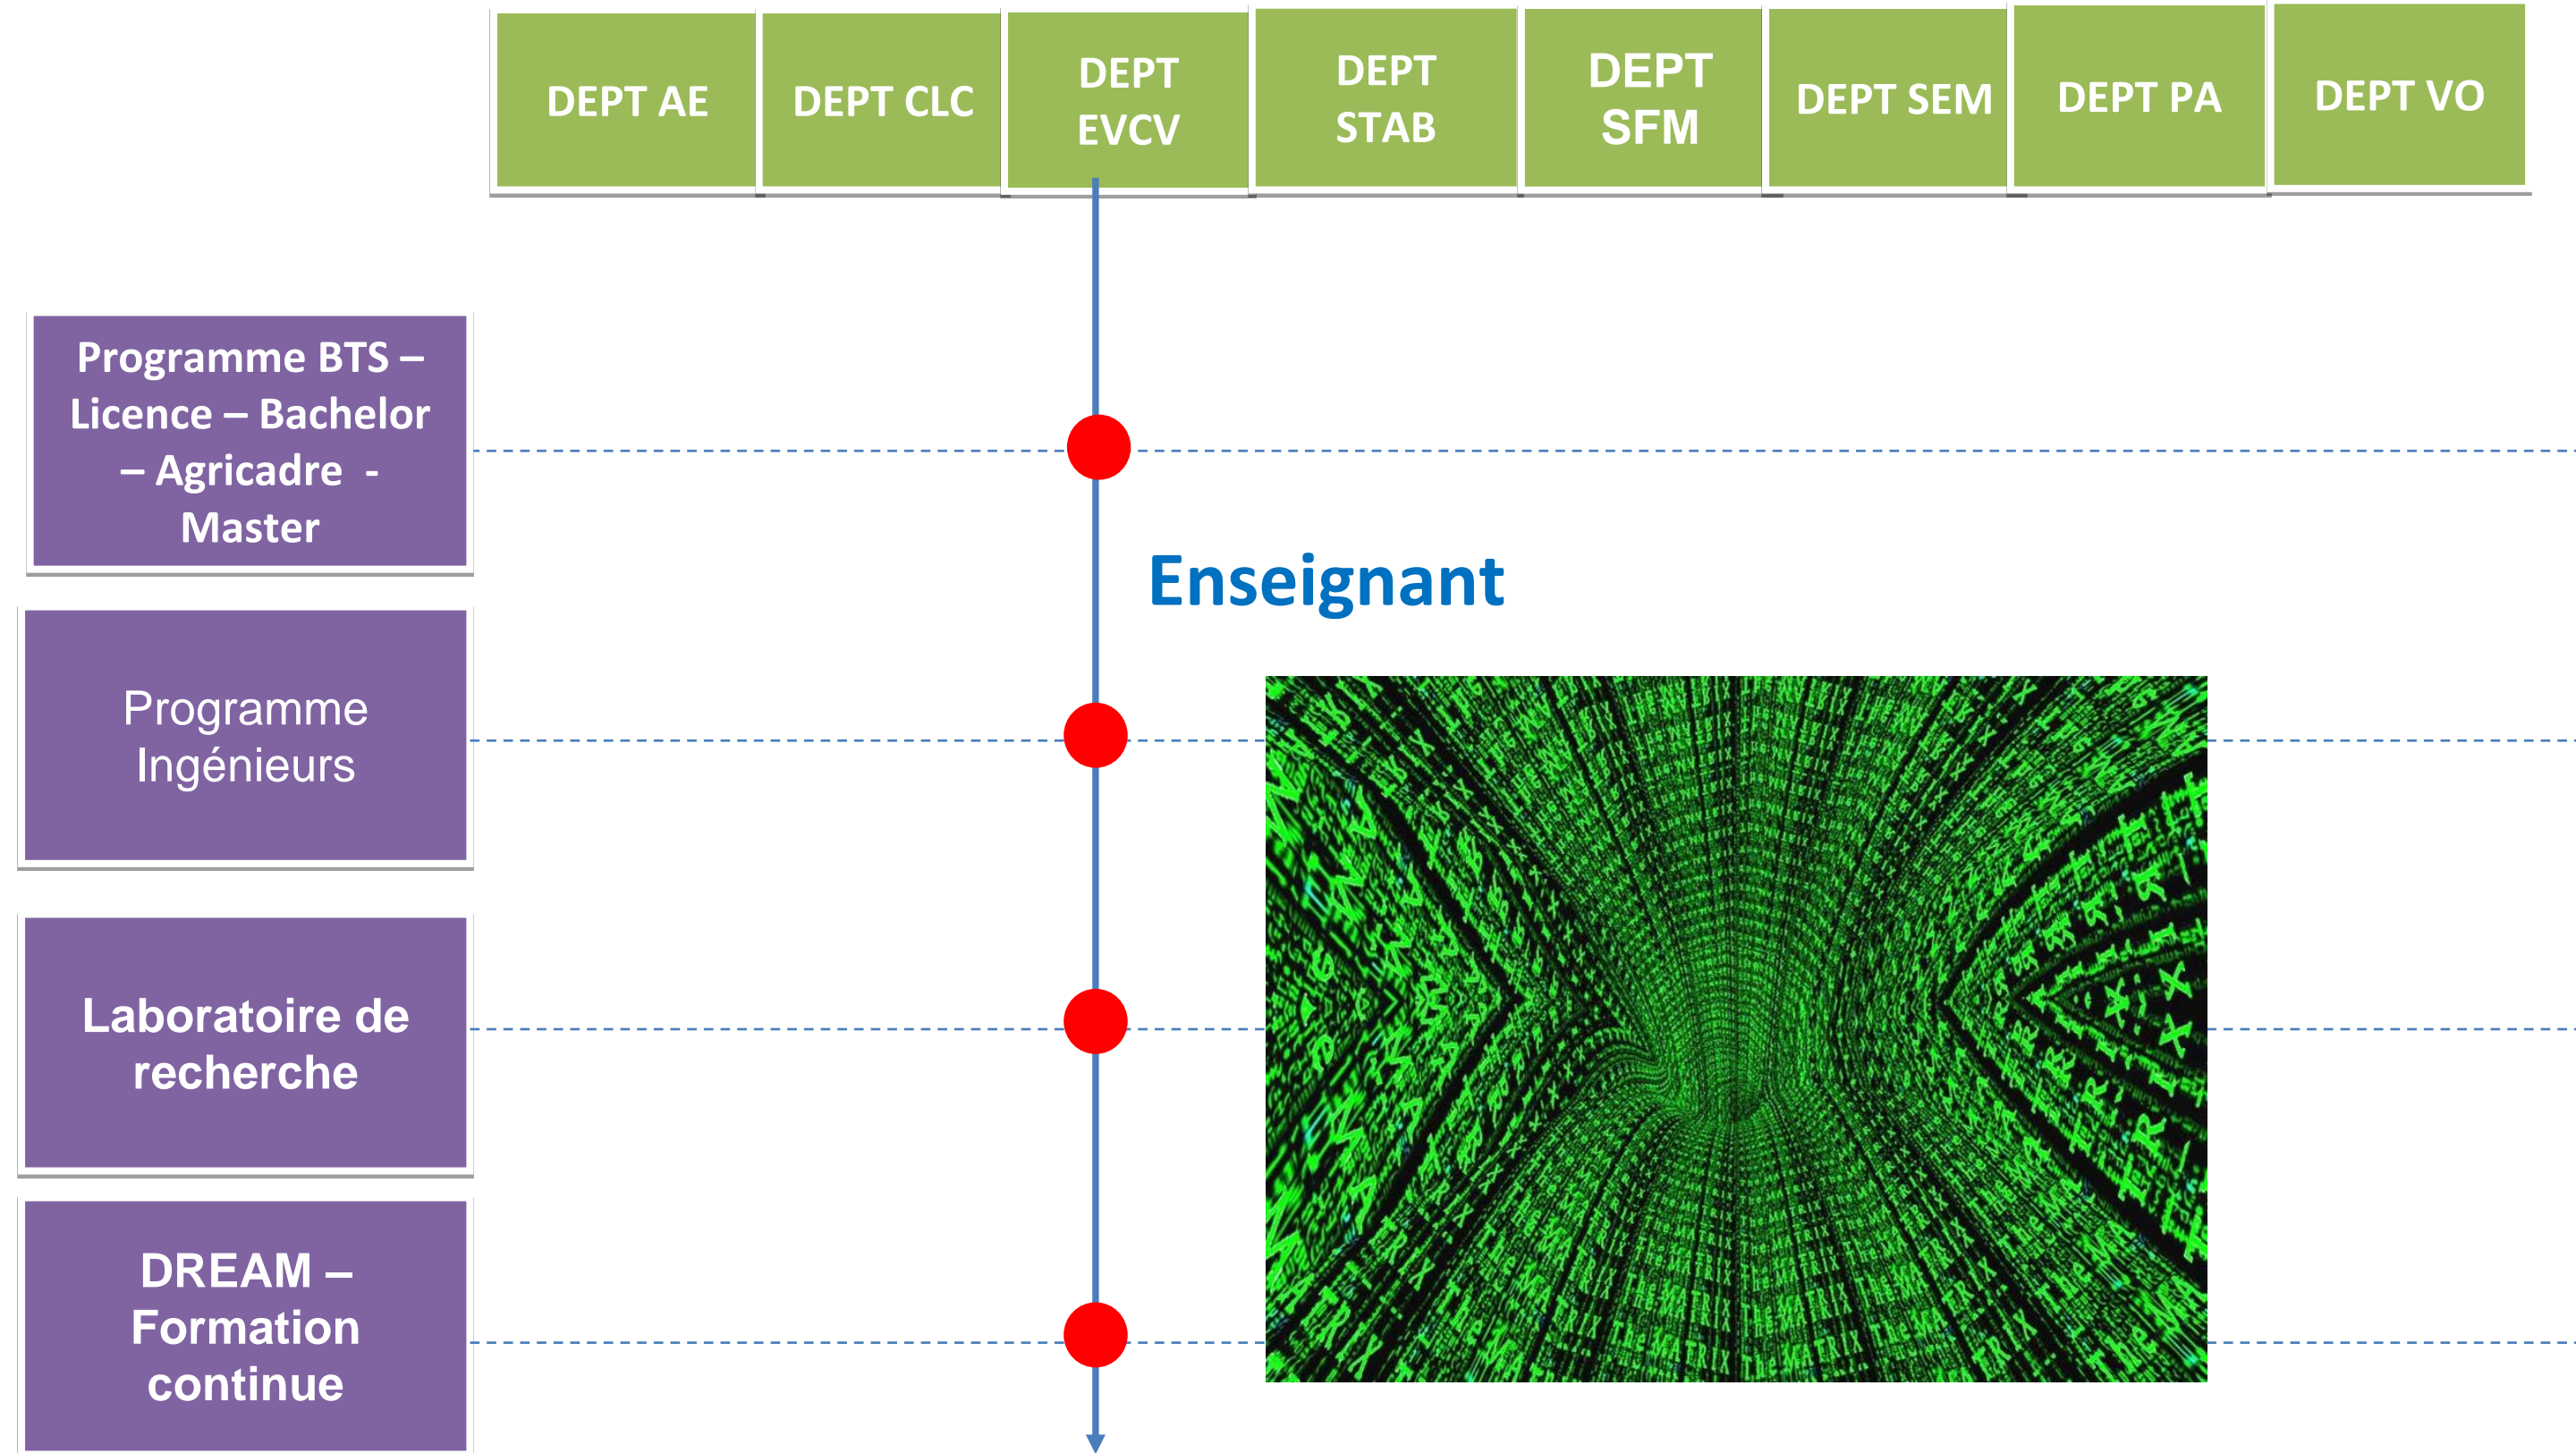 DEPT AE
DEPT CLC
DEPT
EVCV
DEPT
STAB
DEPT
SFM
DEPT SEM
DEPT PA
DEPT VO
Programme BTS –
Licence – Bachelor
– Agricadre -
Master
Enseignant
Programme
Ingénieurs
Laboratoire de
recherche
DREAM –
Formation
continue